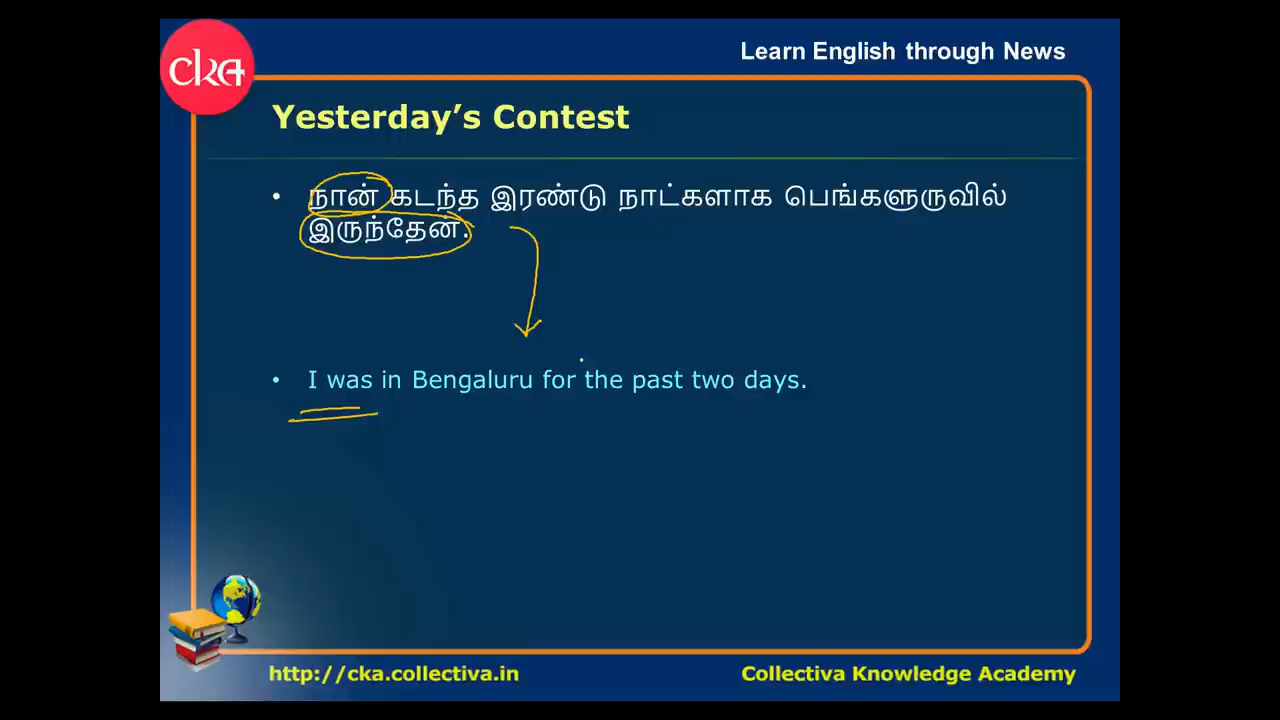 CKA
Learn English through News
Yesterday's Contest
• நான் கடந்த இரண்டு நாட்களாக பெங்களுருவில்
இருந்தேன்.
• I was in Bengaluru for the past two days.
http://cka.collectiva.in
Collectiva Knowledge Academy